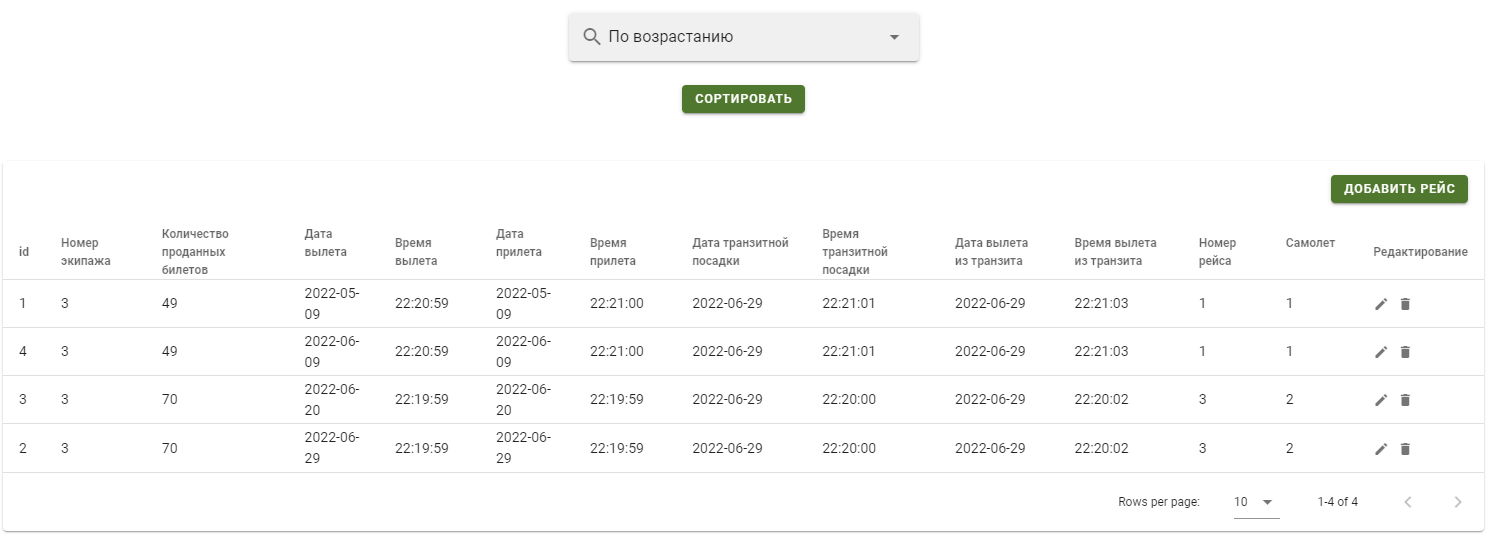 По возрастанию
СОРТИРОВАТЬ
ДОБАВИТЬ РЕЙС
id Номер экипажа Количество проданных билетов Дата вылета Время вылета Дата прилета Время прилета Дата транзитной посадки Время транзитной посадки Дата вылета из транзита Время вылета из транзита Номер рейса Самолет Редактирование
1 3 49 2022-05-09 22:20:59 2022-05-09 22:21:00 2022-06-29 22:21:01 2022-06-29 22:21:03 1 1
4 3 49 2022-06-09 22:20:59 2022-06-09 22:21:00 2022-06-29 22:21:01 2022-06-29 22:21:03 1 1
3 3 70 2022-06-20 22:19:59 2022-06-20 22:19:59 2022-06-29 22:20:00 2022-06-29 22:20:02 3 2
2 3 70 2022-06-29 22:19:59 2022-06-29 22:19:59 2022-06-29 22:20:00 2022-06-29 22:20:02 3 2
Rows per page: 10 1-4 of 4